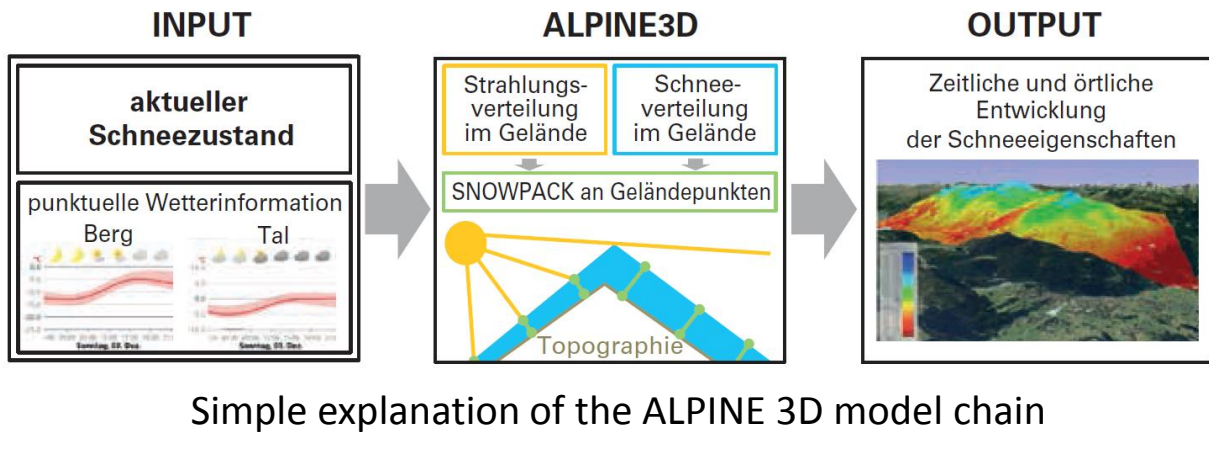 INPUT
aktueller
Schneezustand
punktuelle Wetterinformation
Berg
Tal
ALPINE3D
Strahlungs-
verteilung
im Gelände
Schnee-
verteilung
im Gelände
SNOWPACK an Geländepunkten
Topographie
OUTPUT
Zeitliche und örtliche
Entwicklung
der Schneeeigenschaften
Simple explanation of the ALPINE 3D model chain